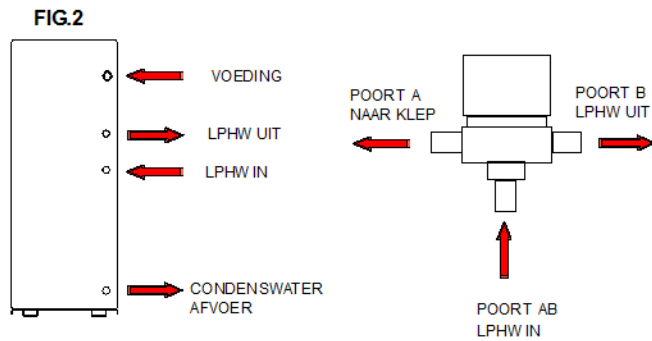 FIG.2
VOEDING
LPHW UIT
LPHW IN
CONDENSWATER
AFVOER
POORT A
NAAR KLEP
POORT B
LPHW UIT
POORT AB
LPHW IN